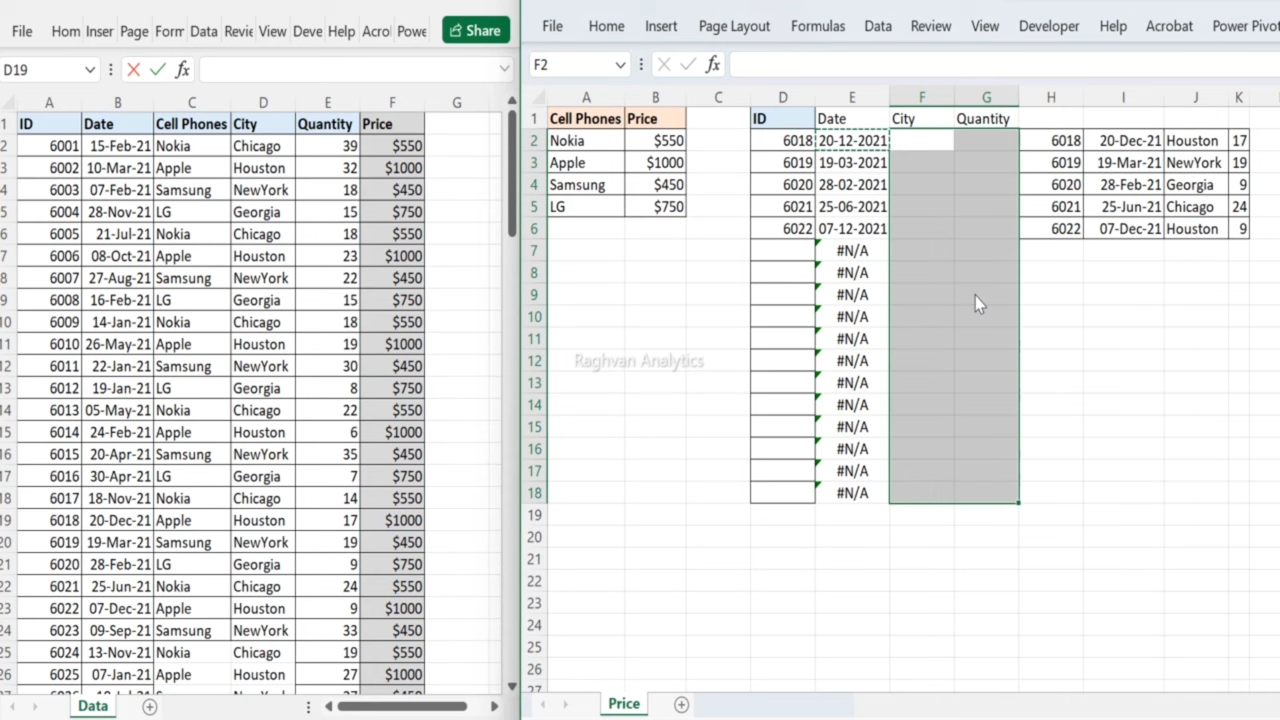 File Hom Inser Page Form Data Revie View Deve Help Acro Powe Share
D19 fx
A B C D E F G
1 ID Date Cell Phones City Quantity Price
2 6001 15-Feb-21 Nokia Chicago 39 $550
3 6002 10-Mar-21 Apple Houston 32 $1000
4 6003 07-Feb-21 Samsung NewYork 18 $450
5 6004 28-Nov-21 LG Georgia 15 $750
6 6005 21-Jul-21 Nokia Chicago 18 $550
7 6006 08-Oct-21 Apple Houston 23 $1000
8 6007 27-Aug-21 Samsung NewYork 22 $450
9 6008 16-Feb-21 LG Georgia 15 $750
10 6009 14-Jan-21 Nokia Chicago 18 $550
11 6010 26-May-21 Apple Houston 19 $1000
12 6011 22-Jan-21 Samsung NewYork 30 $450
13 6012 19-Jan-21 LG Georgia 8 $750
14 6013 05-May-21 Nokia Chicago 22 $550
15 6014 24-Feb-21 Apple Houston 6 $1000
16 6015 20-Apr-21 Samsung NewYork 35 $450
17 6016 30-Apr-21 LG Georgia 7 $750
18 6017 18-Nov-21 Nokia Chicago 14 $550
19 6018 20-Dec-21 Apple Houston 17 $1000
20 6019 19-Mar-21 Samsung NewYork 19 $450
21 6020 28-Feb-21 LG Georgia 9 $750
22 6021 25-Jun-21 Nokia Chicago 24 $550
23 6022 07-Dec-21 Apple Houston 9 $1000
24 6023 09-Sep-21 Samsung NewYork 33 $450
25 6024 13-Nov-21 Nokia Chicago 19 $550
26 6025 07-Jan-21 Apple Houston 27 $1000
Data
File Home Insert Page Layout Formulas Data Review View Developer Help Acrobat Power Pivot
F2 fx
A B C D E F G H I J K
1 Cell Phones Price ID Date City Quantity
2 Nokia $550 6018 20-12-2021 6018 20-Dec-21 Houston 17
3 Apple $1000 6019 19-03-2021 6019 19-Mar-21 NewYork 19
4 Samsung $450 6020 28-02-2021 6020 28-Feb-21 Georgia 9
5 LG $750 6021 25-06-2021 6021 25-Jun-21 Chicago 24
6 6022 07-12-2021 6022 07-Dec-21 Houston 9
7 #N/A
8 #N/A
9 #N/A
10 #N/A
11 #N/A
12 Raghvan Analytics #N/A
13 #N/A
14 #N/A
15 #N/A
16 #N/A
17 #N/A
18 #N/A
19
20
21
22
23
24
25
26
27
Price